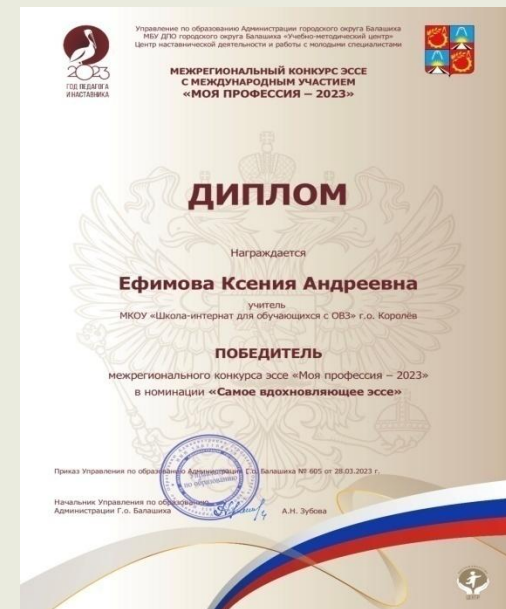 Управление по образованию Администрации городского округа Балашиха
МБУ ДПО городского округа Балашиха «Учебно-методический центр»
Центр наставнической деятельности и работы с молодыми специалистами
2023
ГОД ПЕДАГОГА
И НАСТАВНИКА
МЕЖРЕГИОНАЛЬНЫЙ КОНКУРС ЭССЕ
С МЕЖДУНАРОДНЫМ УЧАСТИЕМ
«МОЯ ПРОФЕССИЯ – 2023»
ДИПЛОМ
Награждается
Ефимова Ксения Андреевна
учитель
МКОУ «Школа-интернат для обучающихся с ОВЗ» г.о. Королёв
ПОБЕДИТЕЛЬ
межрегионального конкурса эссе «Моя профессия – 2023»
в номинации «Самое вдохновляющее эссе»
Приказ Управления по образованию Администрации Г.о. Балашиха № 605 от 28.03.2023 г.
по образованию
Начальник Управления по образованию
Администрации Г.о. Балашиха
А.Н. Зубова